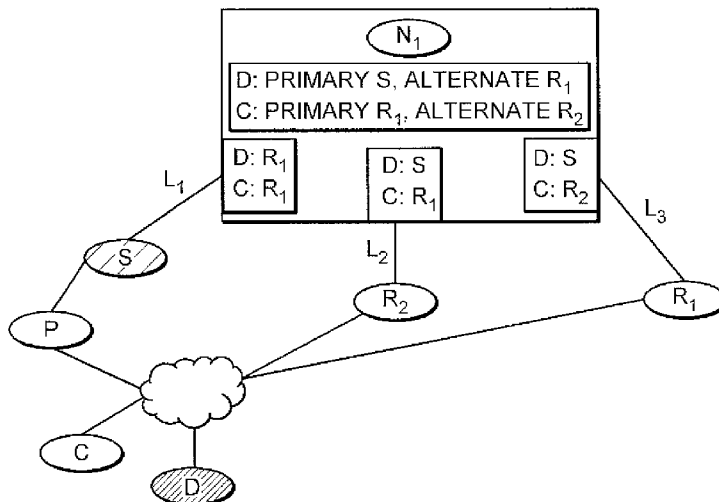 N₁
D: PRIMARY S, ALTERNATE R₁
C: PRIMARY R₁, ALTERNATE R₂
D: R₁
C: R₁
D: S
C: R₁
D: S
C: R₂
L₁
L₂
L₃
S
R₂
R₁
P
C
D